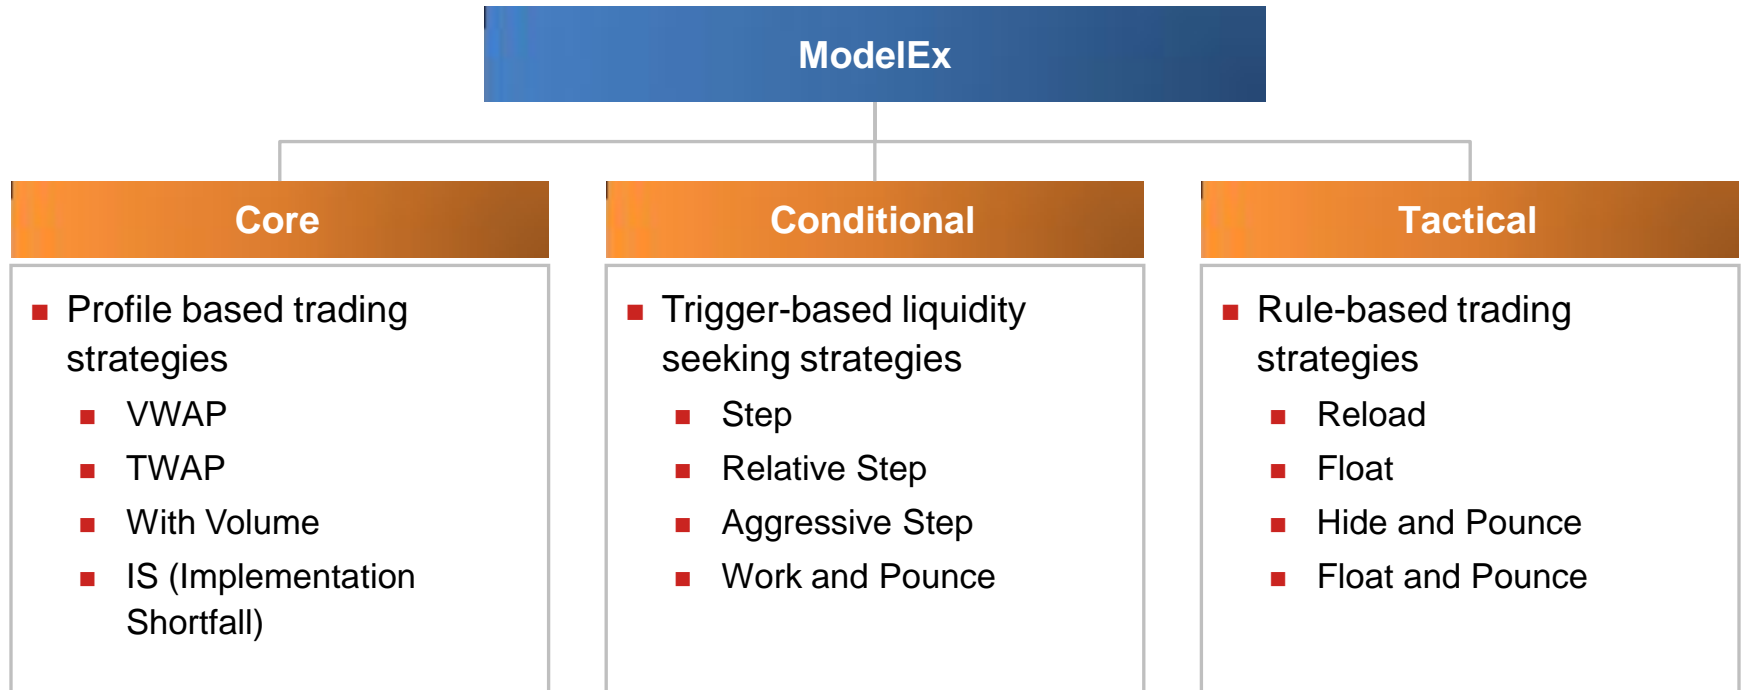 ModelEx
Core
Profile based trading
strategies
VWAP
TWAP
With Volume
IS (Implementation
Shortfall)
Conditional
Trigger-based liquidity
seeking strategies
Step
Relative Step
Aggressive Step
Work and Pounce
Tactical
Rule-based trading
strategies
Reload
Float
Hide and Pounce
Float and Pounce